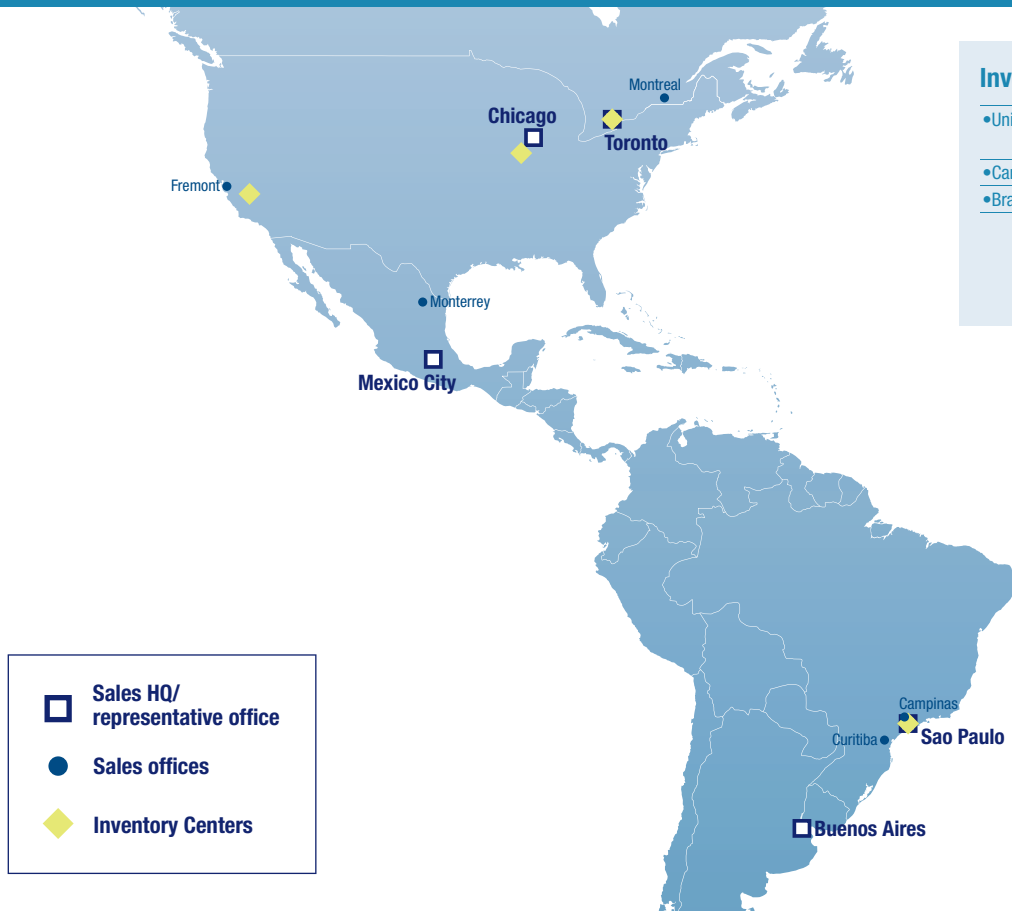 Montreal
Chicago
Toronto
Fremont
Monterrey
Mexico City
Campinas
Curitiba
Sao Paulo
Buenos Aires
Sales HQ/
representative office
Sales offices
Inventory Centers